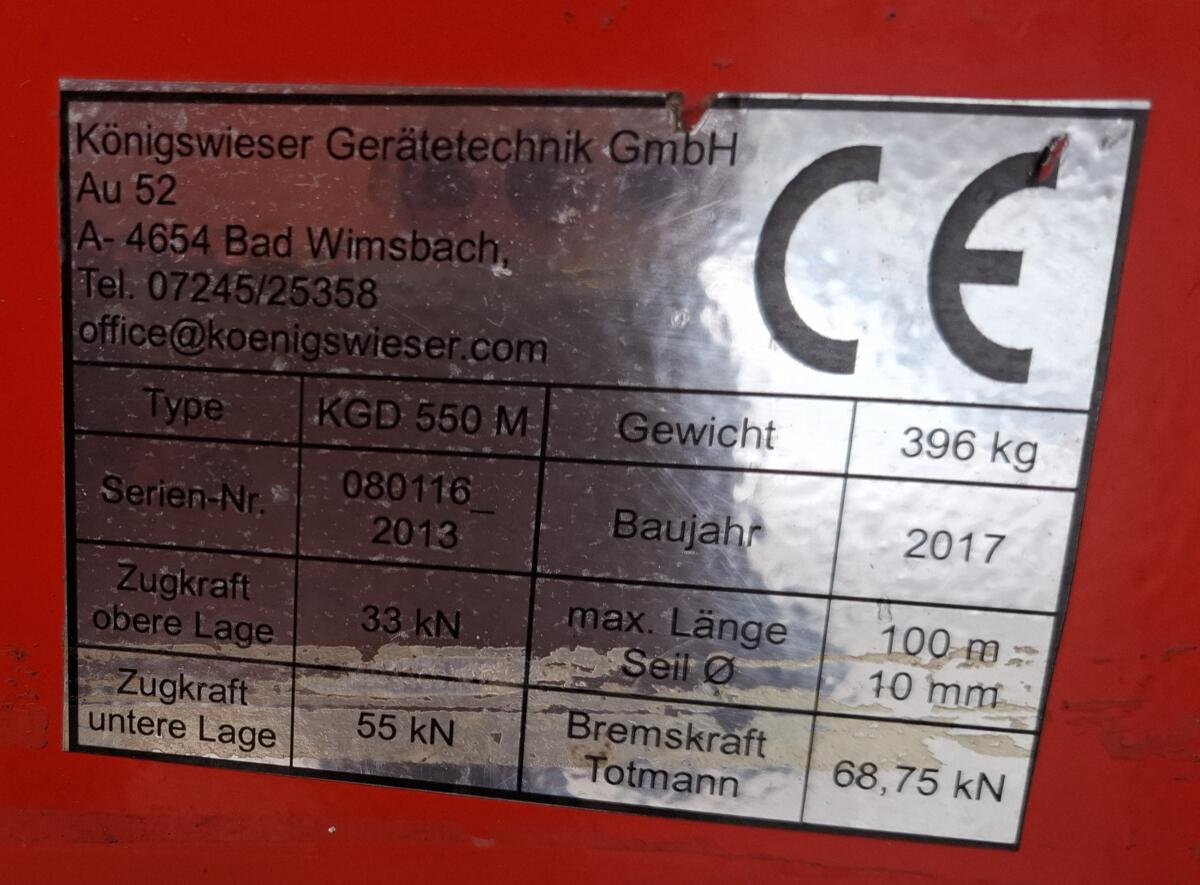 Königswieser Gerätetechnik GmbH
Au 52
A- 4654 Bad Wimsbach,
Tel. 07245/25358
office@koenigswieser.com
CE
Type KGD 550 M Gewicht 396 kg
Serien-Nr. 080116_
2013 Baujahr 2017
Zugkraft
obere Lage 33 kN max. Länge
Seil Ø 100 m
10 mm
Zugkraft
untere Lage 55 kN Bremskraft
Totmann 68,75 kN